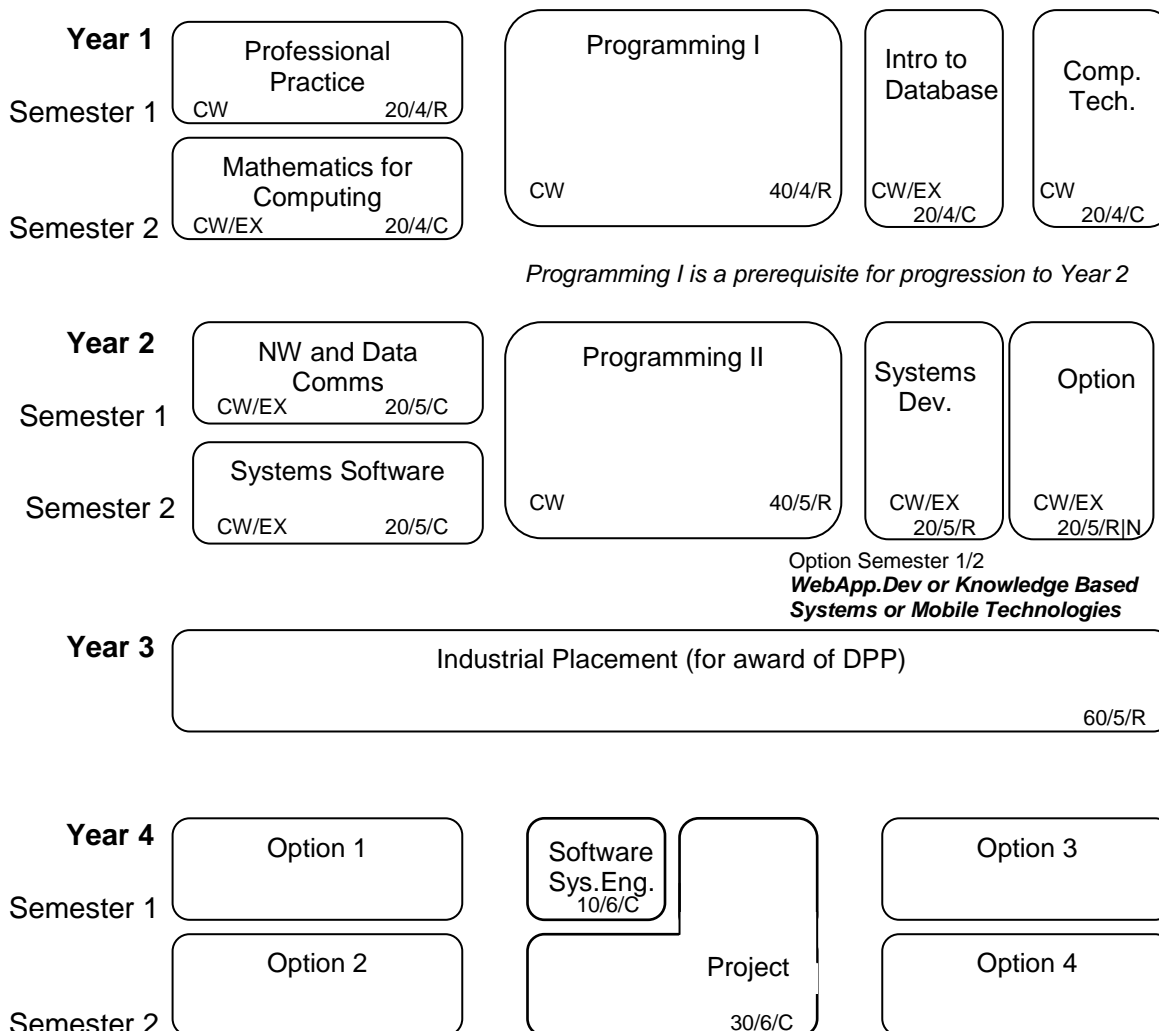 Year 1
Semester 1
Semester 2
Professional
Practice
CW 20/4/R
Mathematics for
Computing
CW/EX 20/4/C
Programming I
CW 40/4/R
Intro to
Database
CW/EX
20/4/C
Comp.
Tech.
CW
20/4/C
Programming I is a prerequisite for progression to Year 2
Year 2
Semester 1
Semester 2
NW and Data
Comms
CW/EX 20/5/C
Systems Software
CW/EX 20/5/C
Programming II
CW 40/5/R
Systems
Dev.
CW/EX
20/5/R
Option
CW/EX
20/5/R|N
Option Semester 1/2
WebApp.Dev or Knowledge Based
Systems or Mobile Technologies
Year 3
Industrial Placement (for award of DPP)
60/5/R
Year 4
Semester 1
Semester 2
Option 1
Option 2
Software
Sys.Eng.
10/6/C
Project
30/6/C
Option 3
Option 4